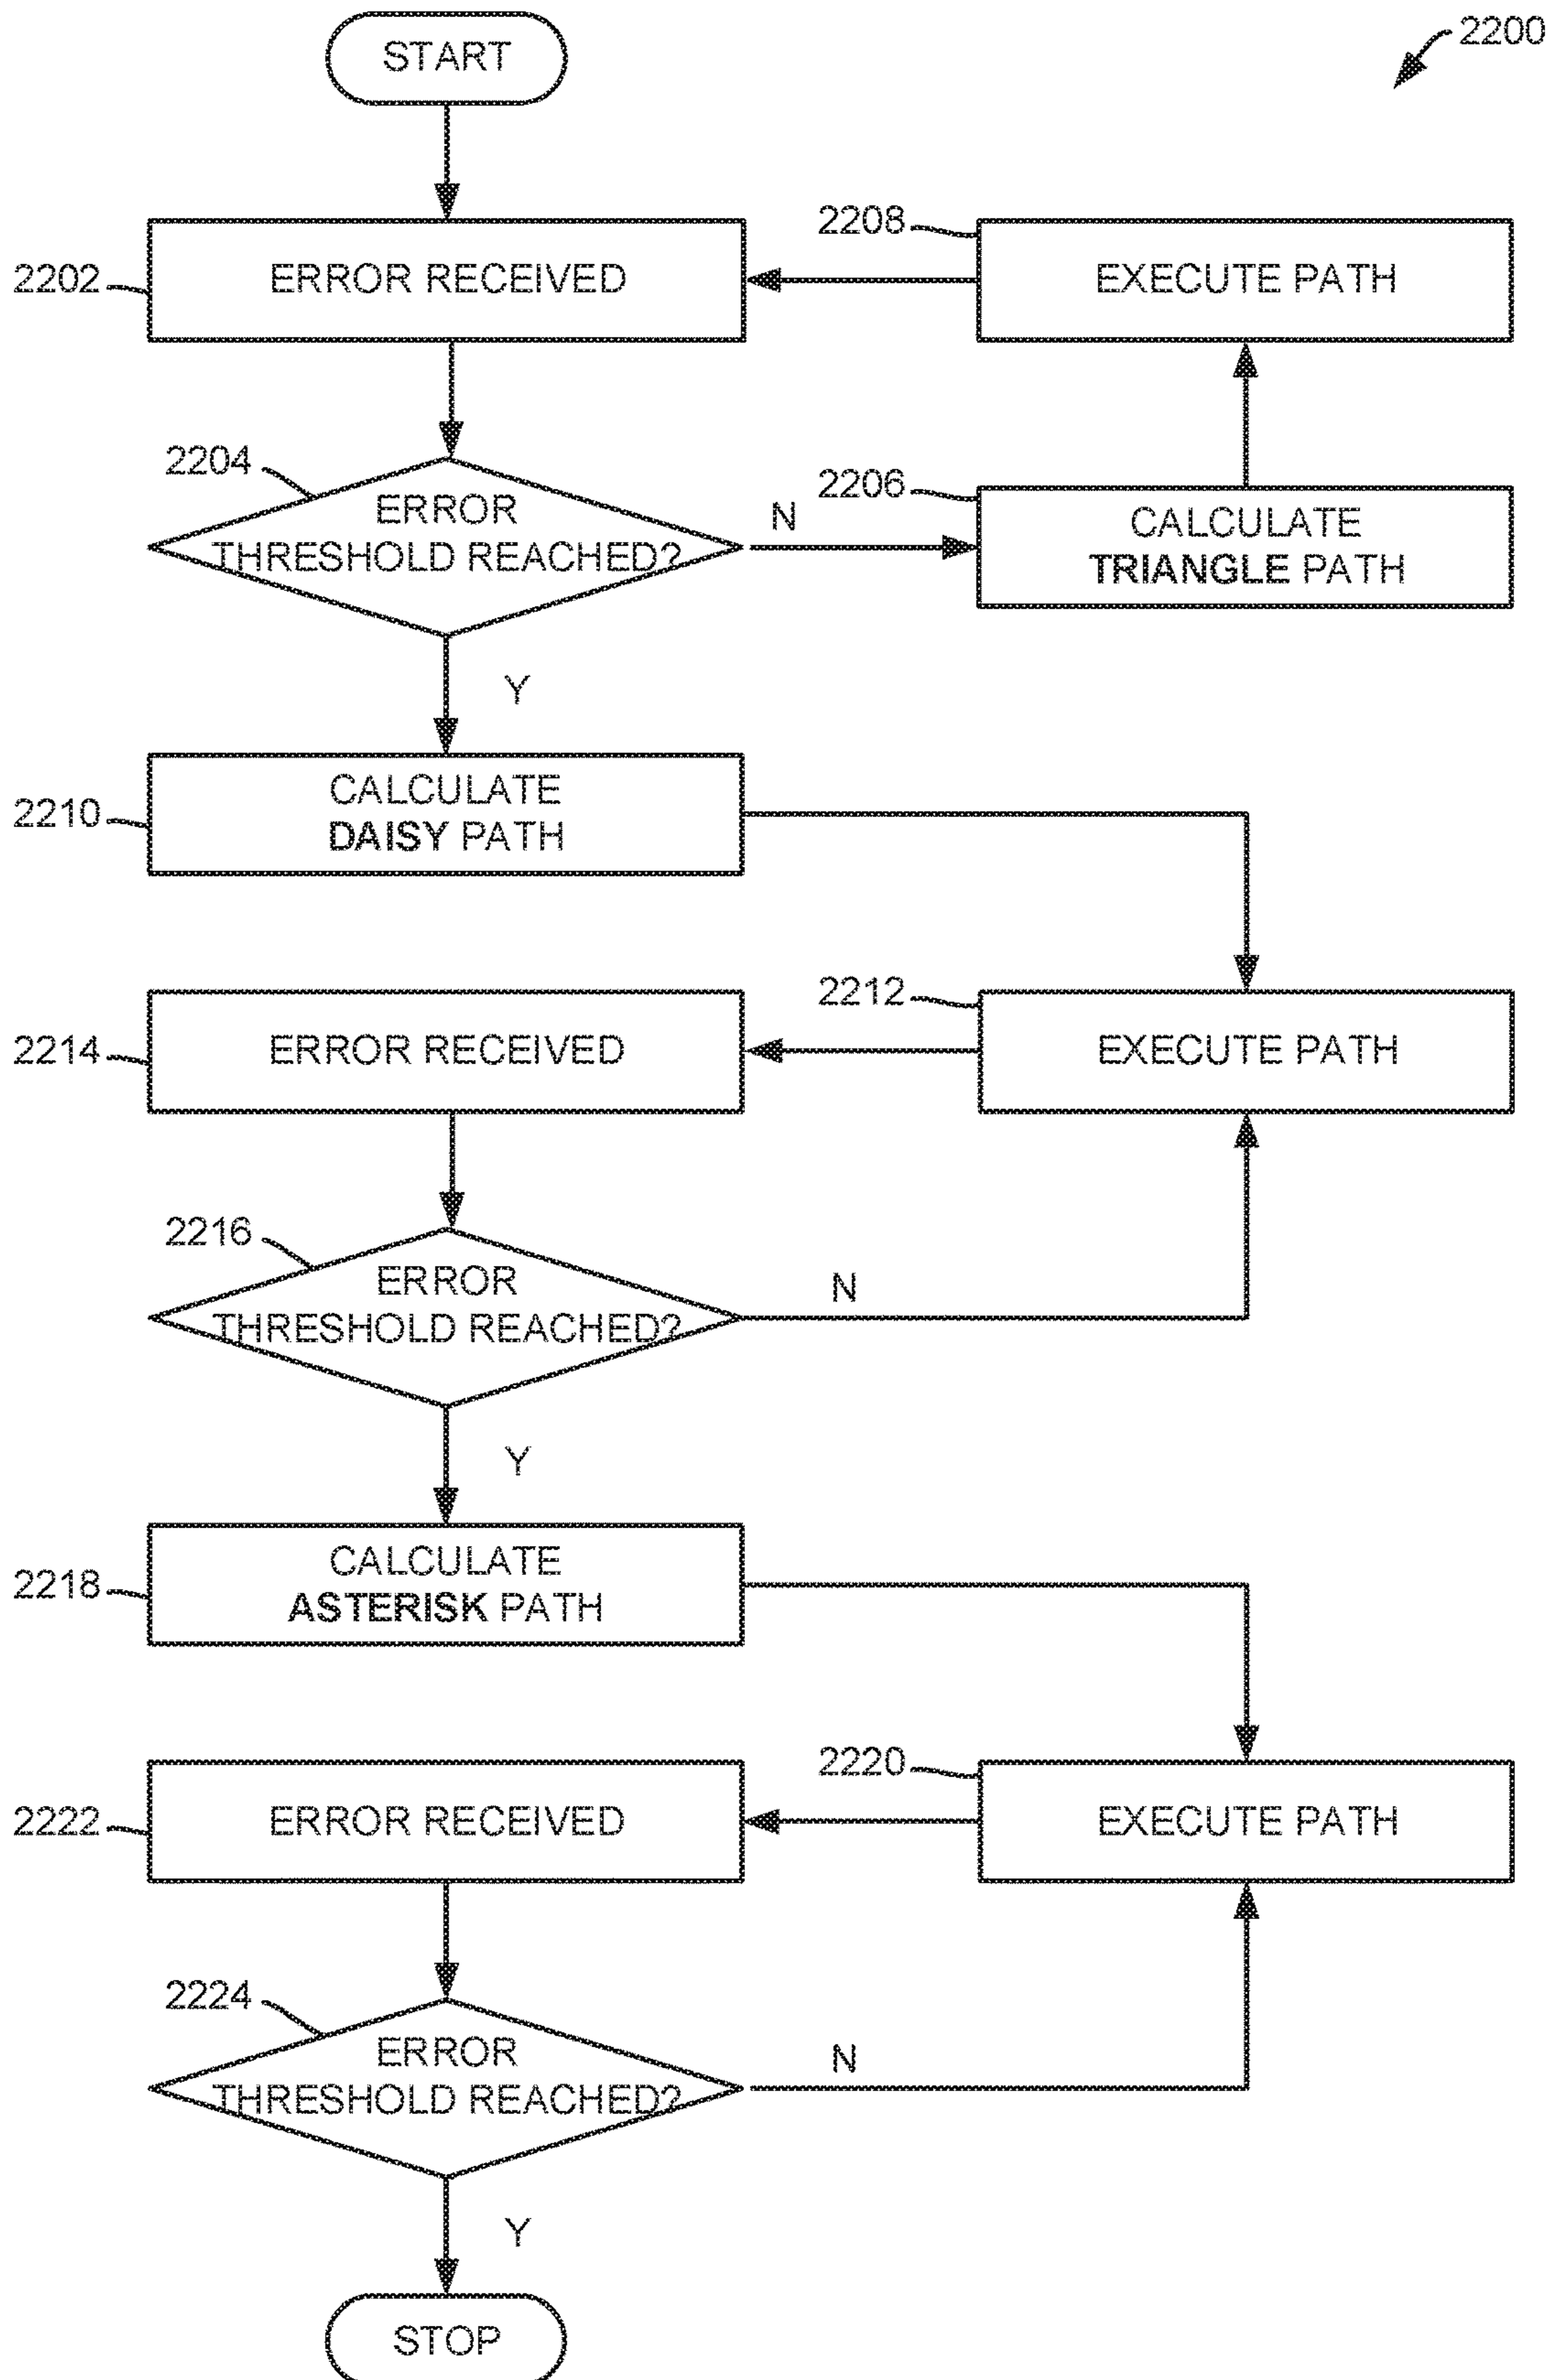 2200
START
2208
2202
ERROR RECEIVED
EXECUTE PATH
2204
2206
ERROR
THRESHOLD REACHED?
N
CALCULATE
TRIANGLE PATH
Y
2210
CALCULATE
DAISY PATH
2212
2214
ERROR RECEIVED
EXECUTE PATH
2216
ERROR
THRESHOLD REACHED?
N
Y
2218
CALCULATE
ASTERISK PATH
2220
2222
ERROR RECEIVED
EXECUTE PATH
2224
ERROR
THRESHOLD REACHED?
N
Y
STOP